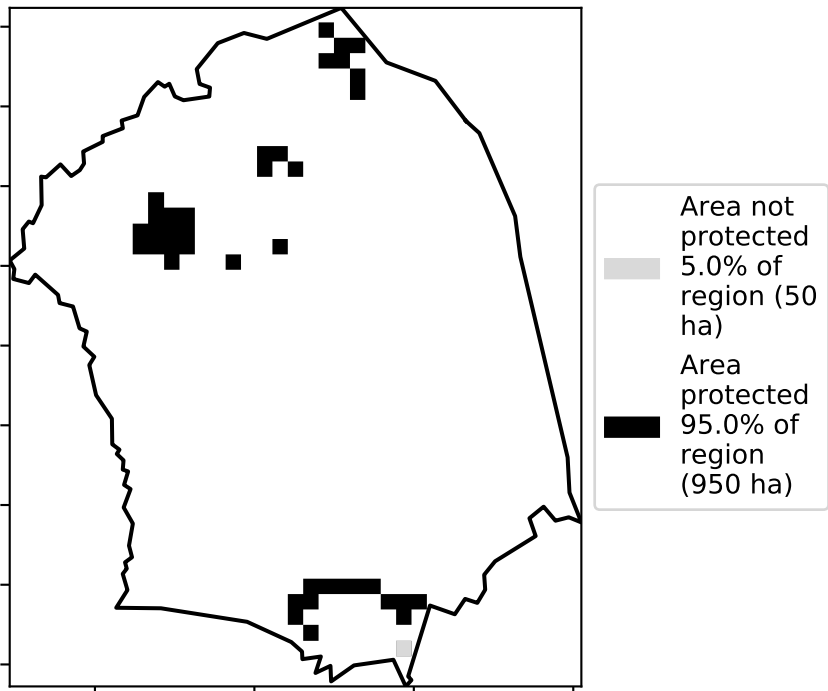 Area not
protected
5.0% of
region (50
ha)
Area
protected
95.0% of
region
(950 ha)